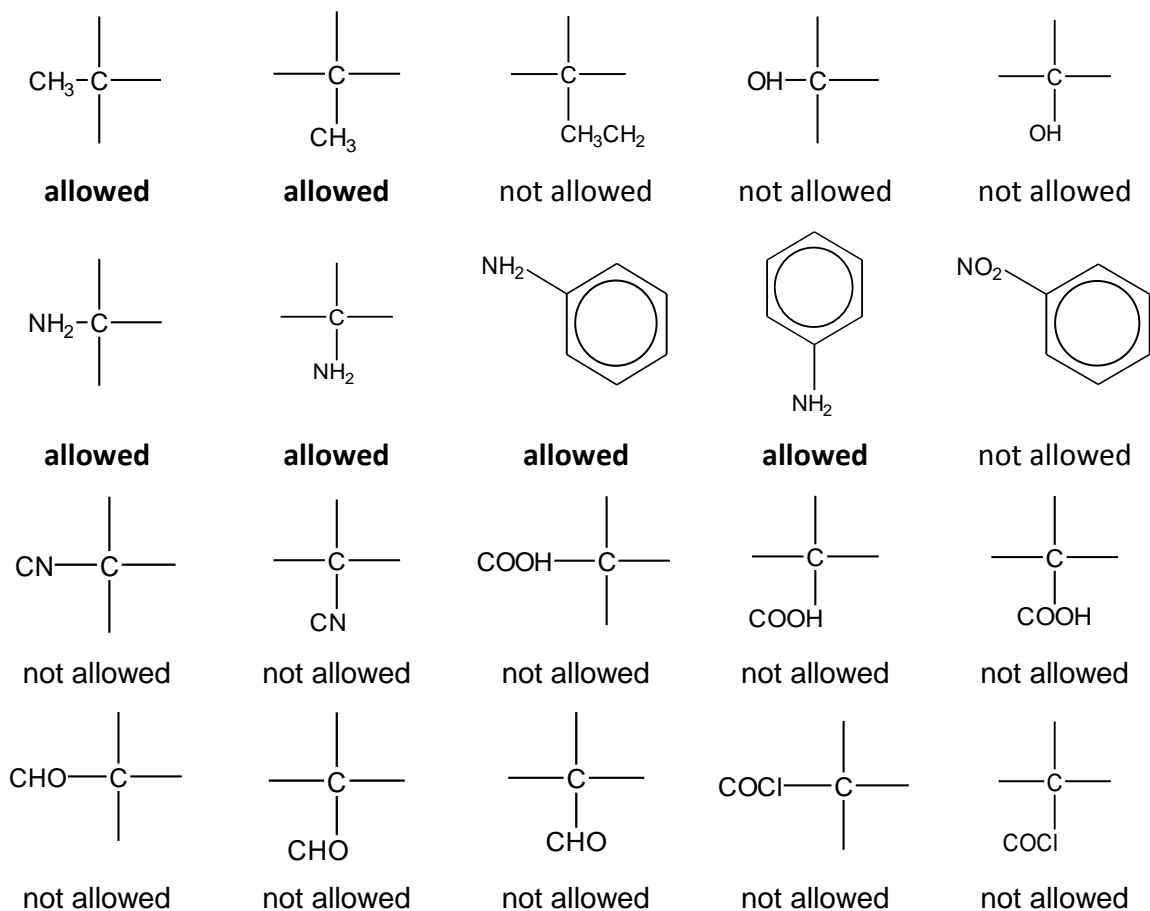 CH3 C C C OH C C
CH3 CH3CH2 OH
allowed allowed not allowed not allowed not allowed
NH2 NO2
NH2 C C
NH2 NH2
allowed allowed allowed allowed not allowed
CN C C COOH C C C
CN COOH COOH
not allowed not allowed not allowed not allowed not allowed
CHO C C C COCl C C
CHO CHO COCl
not allowed not allowed not allowed not allowed not allowed